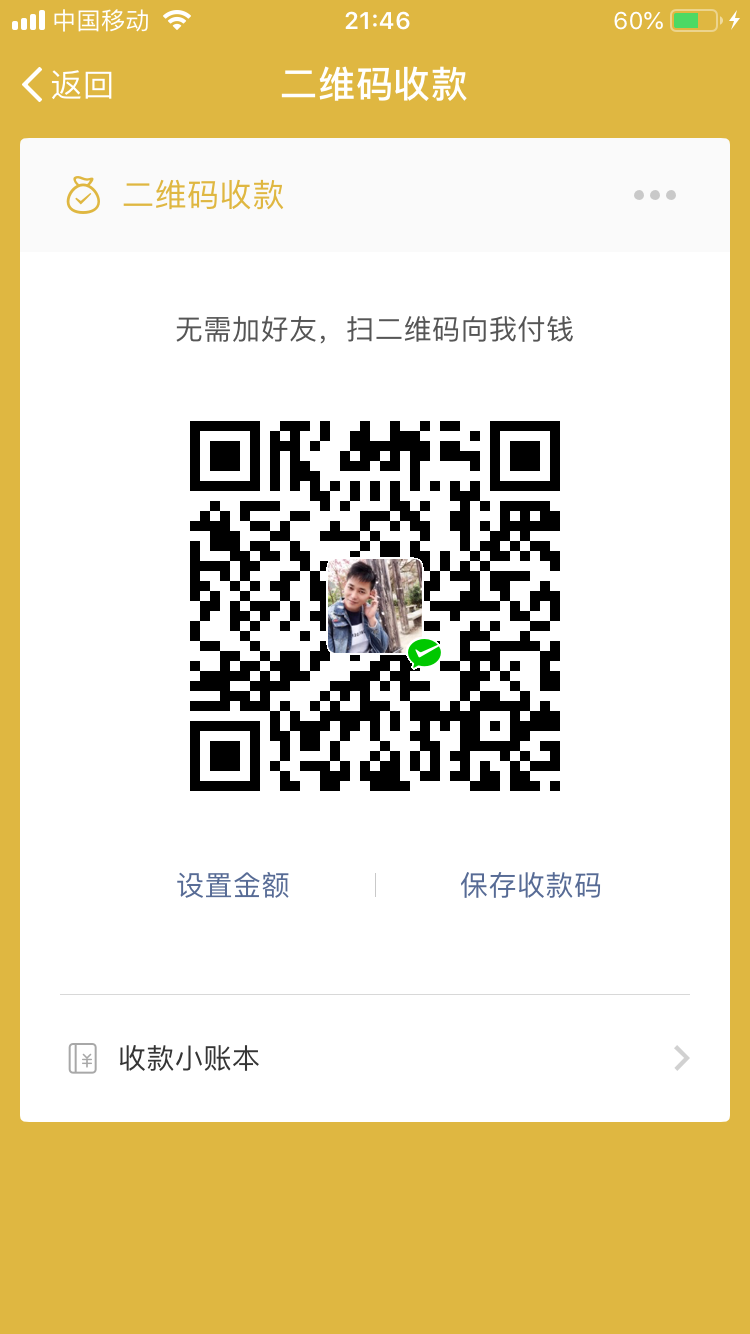 中国移动 21:46 60%
返回 二维码收款
二维码收款
无需加好友，扫二维码向我付钱
设置金额 保存收款码
¥ 收款小账本